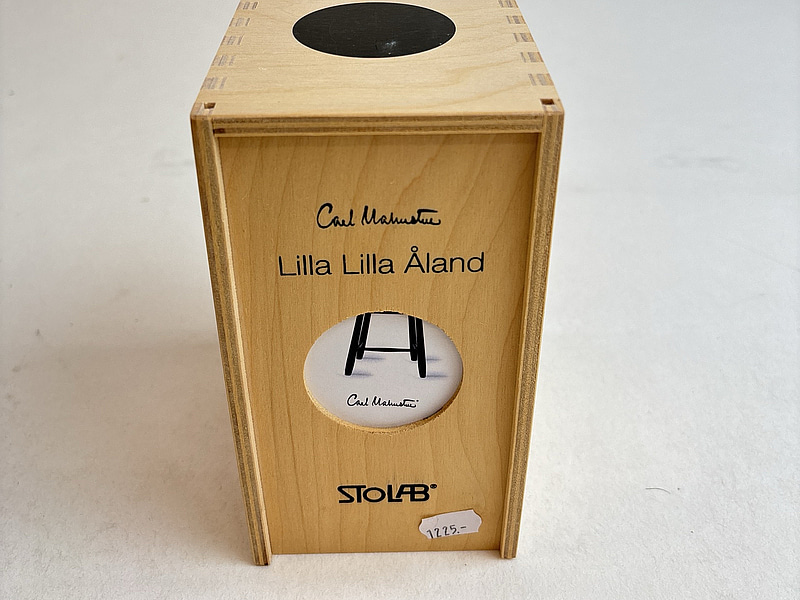 Carl Malmsten
Lilla Lilla Åland
Carl Malmsten®
STOLAB®
1225.-